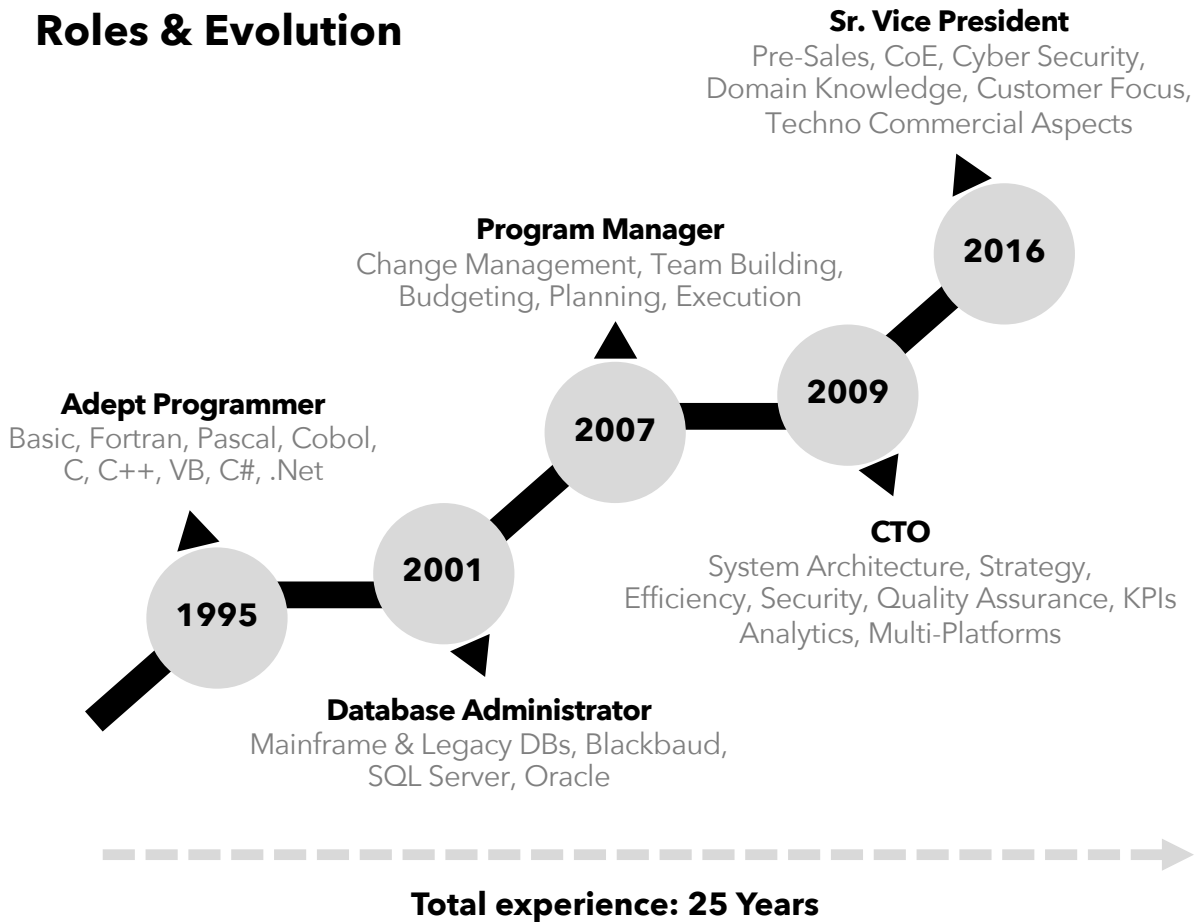 Roles & Evolution
Sr. Vice President
Pre-Sales, CoE, Cyber Security,
Domain Knowledge, Customer Focus,
Techno Commercial Aspects
2016
Program Manager
Change Management, Team Building,
Budgeting, Planning, Execution
2009
2007
Adept Programmer
Basic, Fortran, Pascal, Cobol,
C, C++, VB, C#, .Net
CTO
System Architecture, Strategy,
Efficiency, Security, Quality Assurance, KPIs
Analytics, Multi-Platforms
2001
1995
Database Administrator
Mainframe & Legacy DBs, Blackbaud,
SQL Server, Oracle
Total experience: 25 Years